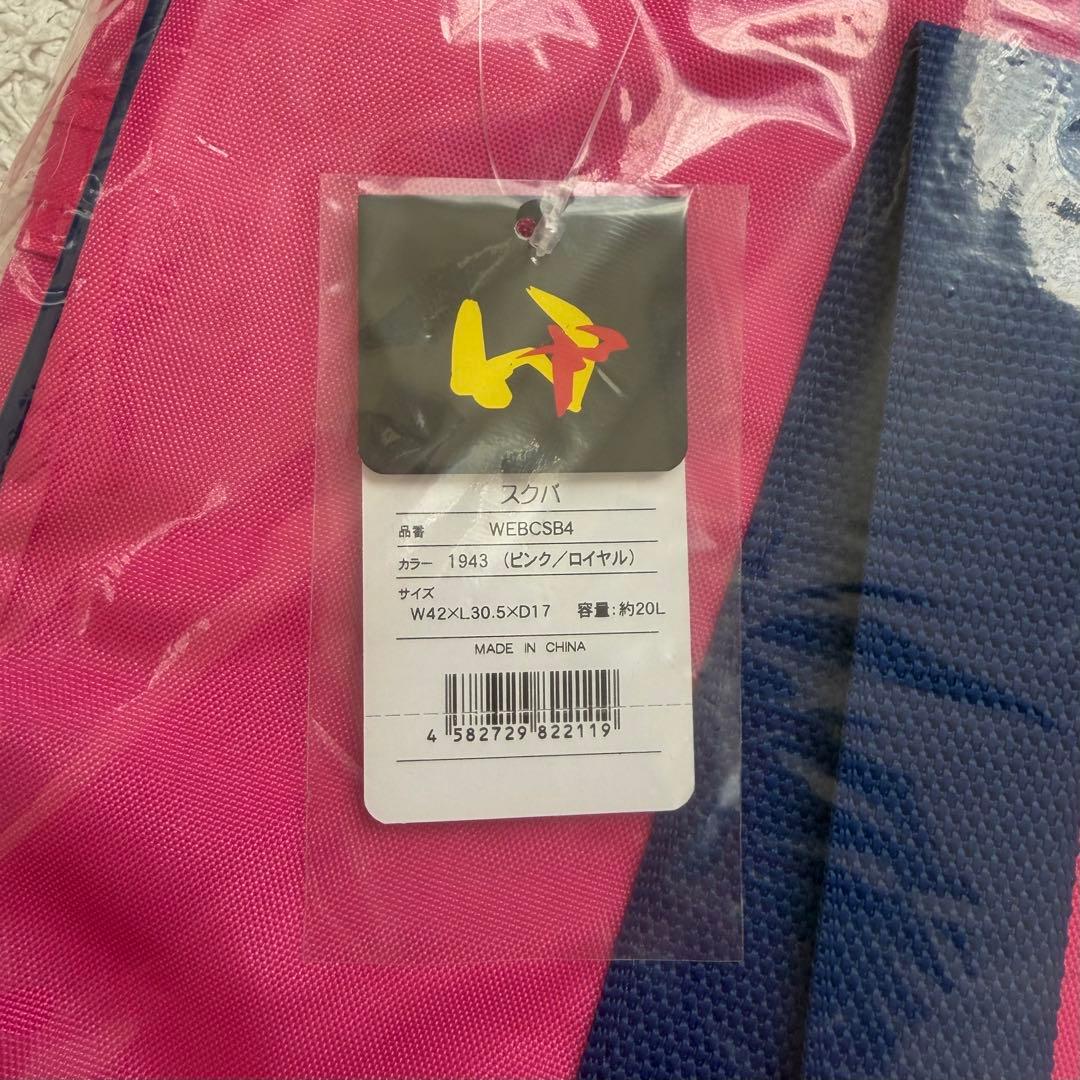 スクバ
品番 WEBCSB4
カラー 1943 (ピンク／ロイヤル)
サイズ
W42×L30.5×D17 容量:約20L
MADE IN CHINA
4 582729 822119